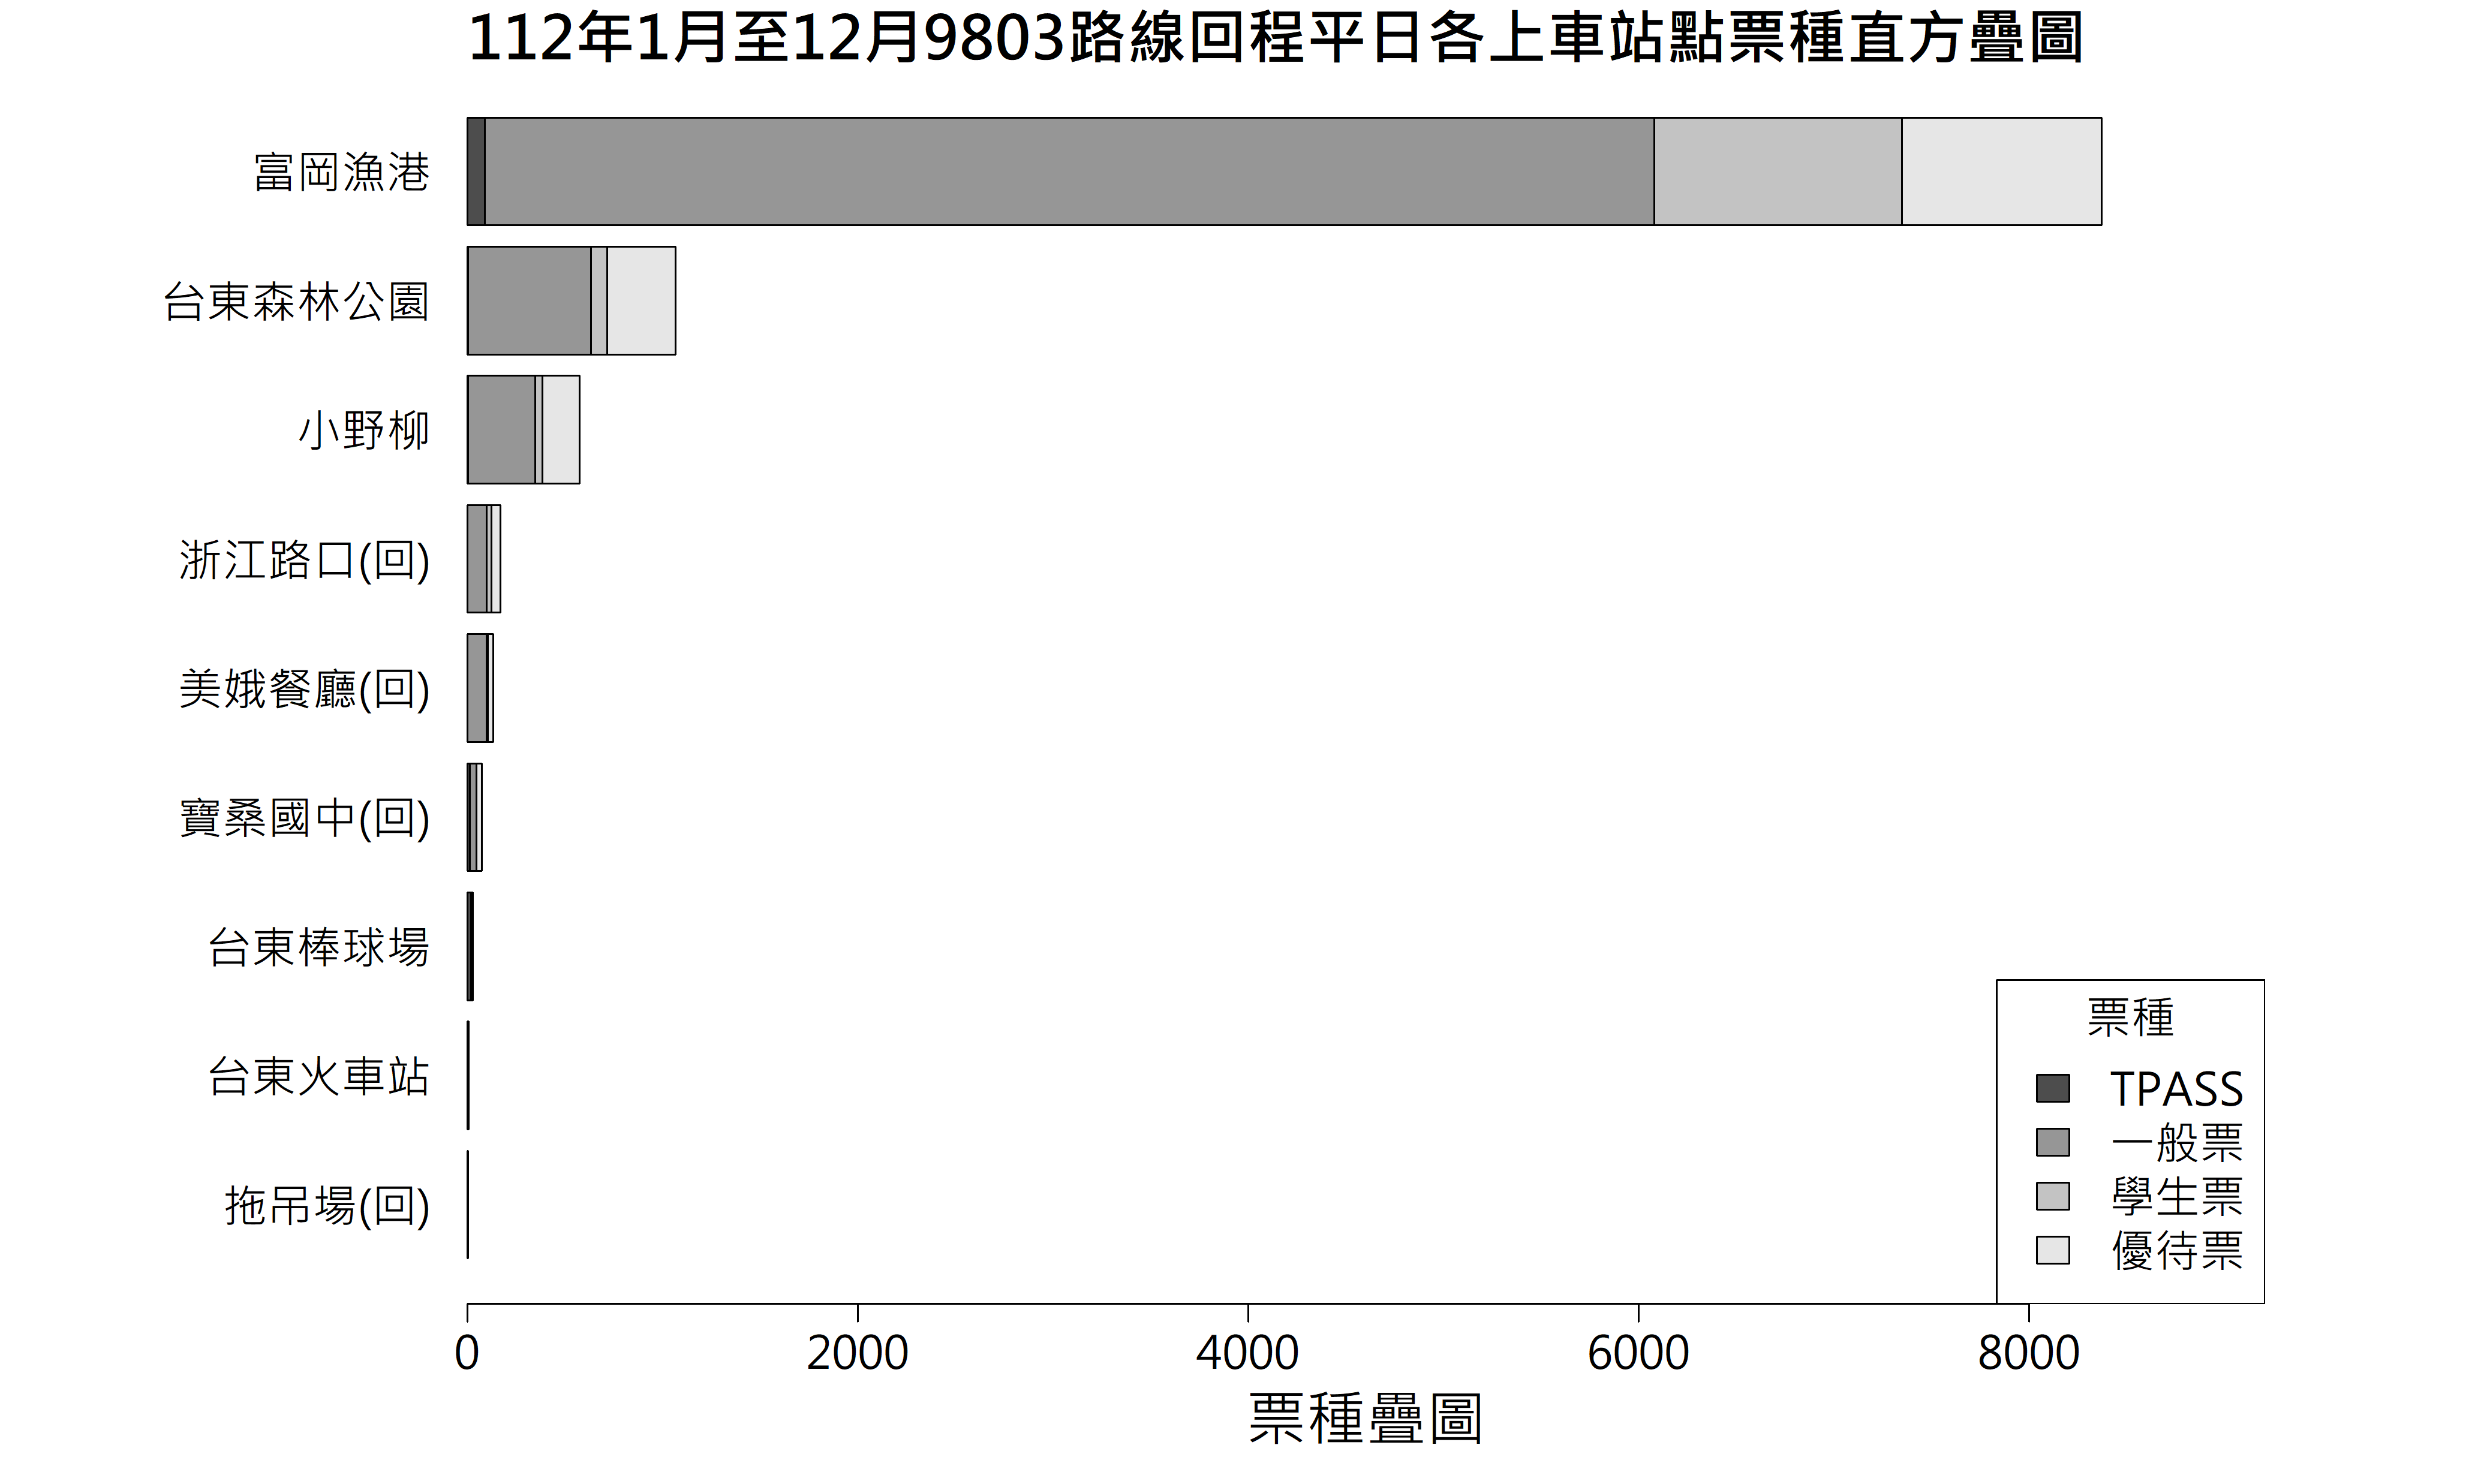 112年1月至12月9803路線回程平日各上車站點票種直方疊圖
富岡漁港
台東森林公園
小野柳
浙江路口(回)
美娥餐廳(回)
寶桑國中(回)
台東棒球場
台東火車站
拖吊場(回)
票種
TPASS
一般票
學生票
優待票
0 2000 4000 6000 8000
票種疊圖